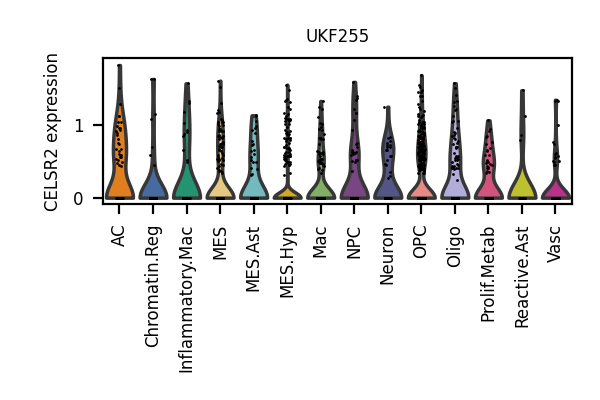 UKF255
CELSR2 expression
1
0
AC
Chromatin.Reg
Inflammatory.Mac
MES
MES.Ast
MES.Hyp
Mac
NPC
Neuron
OPC
Oligo
Prolif.Metab
Reactive.Ast
Vasc